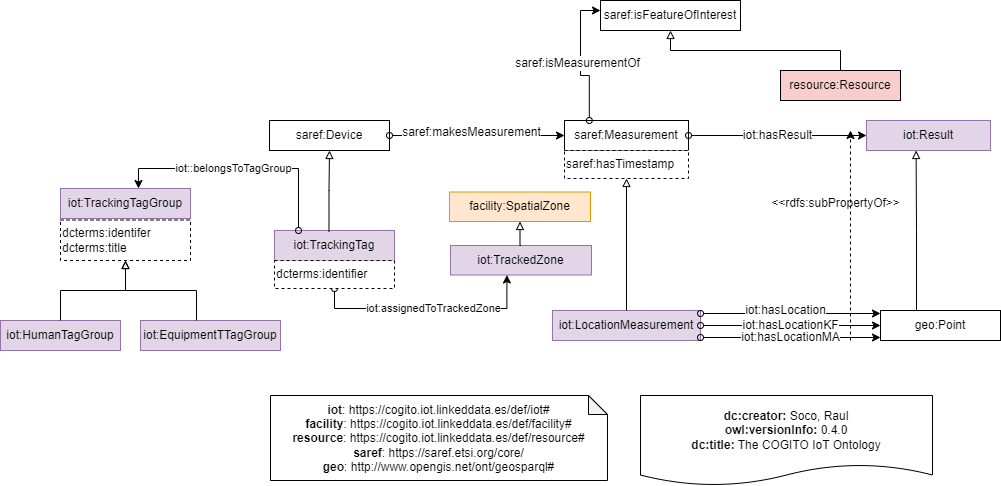 saref:isFeatureOfInterest
saref:isMeasurementOf
resource:Resource
saref:Device
saref:makesMeasurement
saref:Measurement
iot:hasResult
iot:Result
saref:hasTimestamp
iot::belongsToTagGroup
iot:TrackingTagGroup
facility:SpatialZone
<<rdfs:subPropertyOf>>
dcterms:identifer
dcterms:title
iot:TrackingTag
iot:TrackedZone
dcterms:identifier
iot:assignedToTrackedZone
iot:HumanTagGroup
iot:EquipmentTTagGroup
iot:LocationMeasurement
iot:hasLocation
iot:hasLocationKF
iot:hasLocationMA
geo:Point
iot: https://cogito.iot.linkeddata.es/def/iot#
facility: https://cogito.iot.linkeddata.es/def/facility#
resource: https://cogito.iot.linkeddata.es/def/resource#
saref: https://saref.etsi.org/core/
geo: http://www.opengis.net/ont/geosparql#
dc:creator: Soco, Raul
owl:versionInfo: 0.4.0
dc:title: The COGITO IoT Ontology